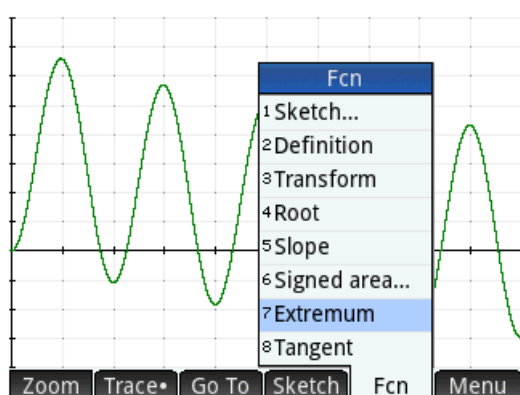 Fcn
1 Sketch...
2 Definition
3 Transform
4 Root
5 Slope
6 Signed area...
7 Extremum
8 Tangent
Zoom Trace• Go To Sketch Fcn Menu